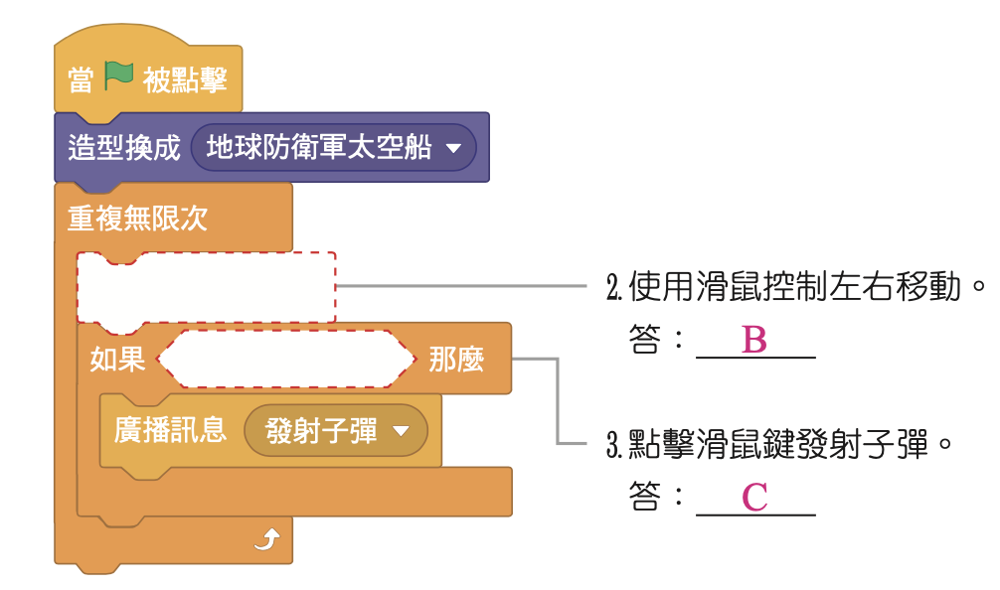 當 被點擊
造型換成 地球防衛軍太空船
重複無限次
2. 使用滑鼠控制左右移動。
答：B
如果 那麼
廣播訊息 發射子彈
3. 點擊滑鼠鍵發射子彈。
答：C